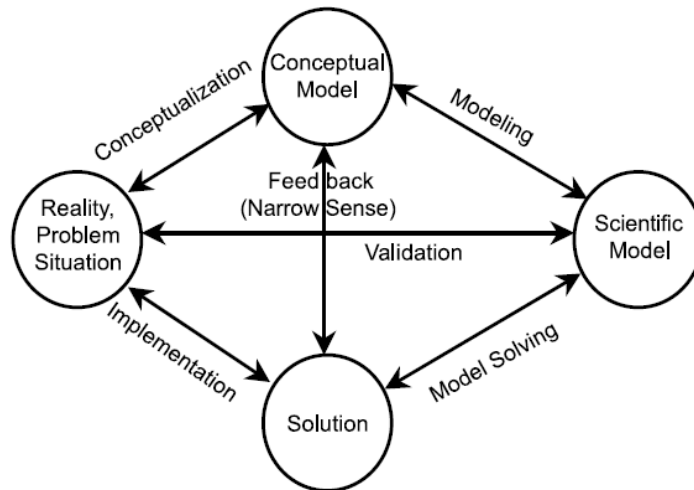 Conceptual
Model
Conceptualization
Modeling
Feed back
(Narrow Sense)
Reality,
Problem
Situation
Validation
Scientific
Model
Implementation
Model Solving
Solution